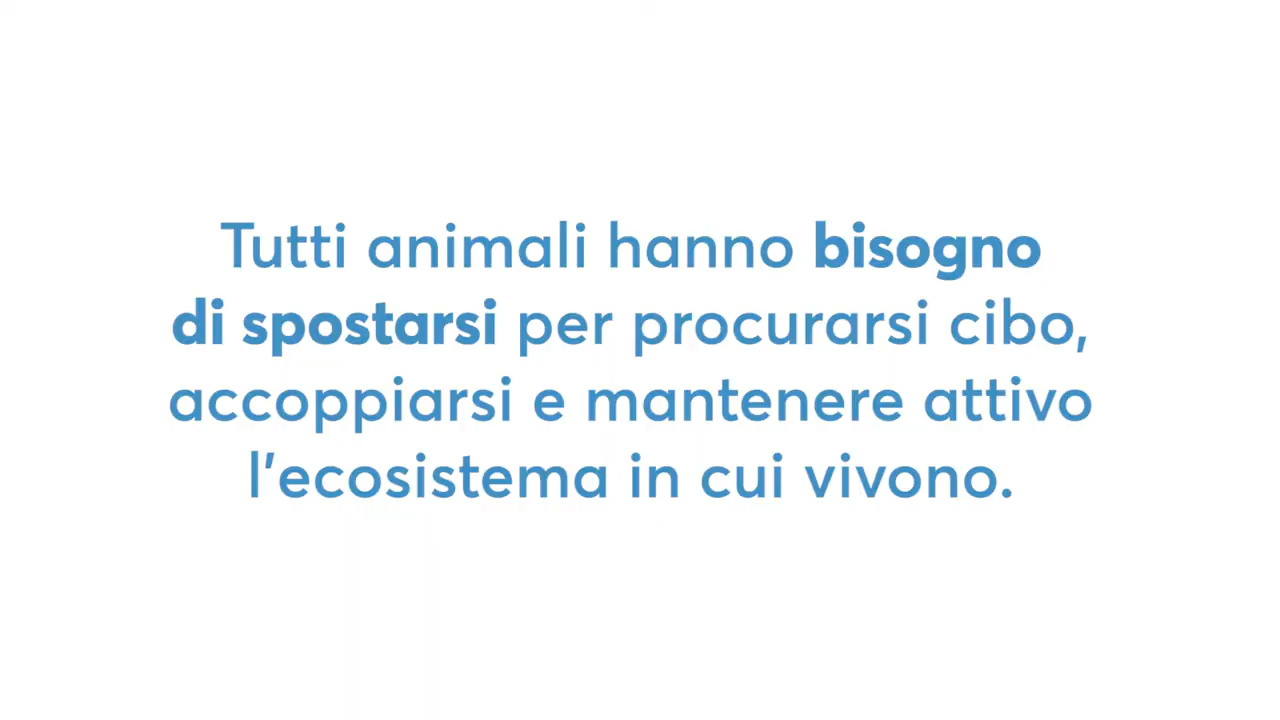 Tutti animali hanno bisogno
di spostarsi per procurarsi cibo,
accoppiarsi e mantenere attivo
l’ecosistema in cui vivono.